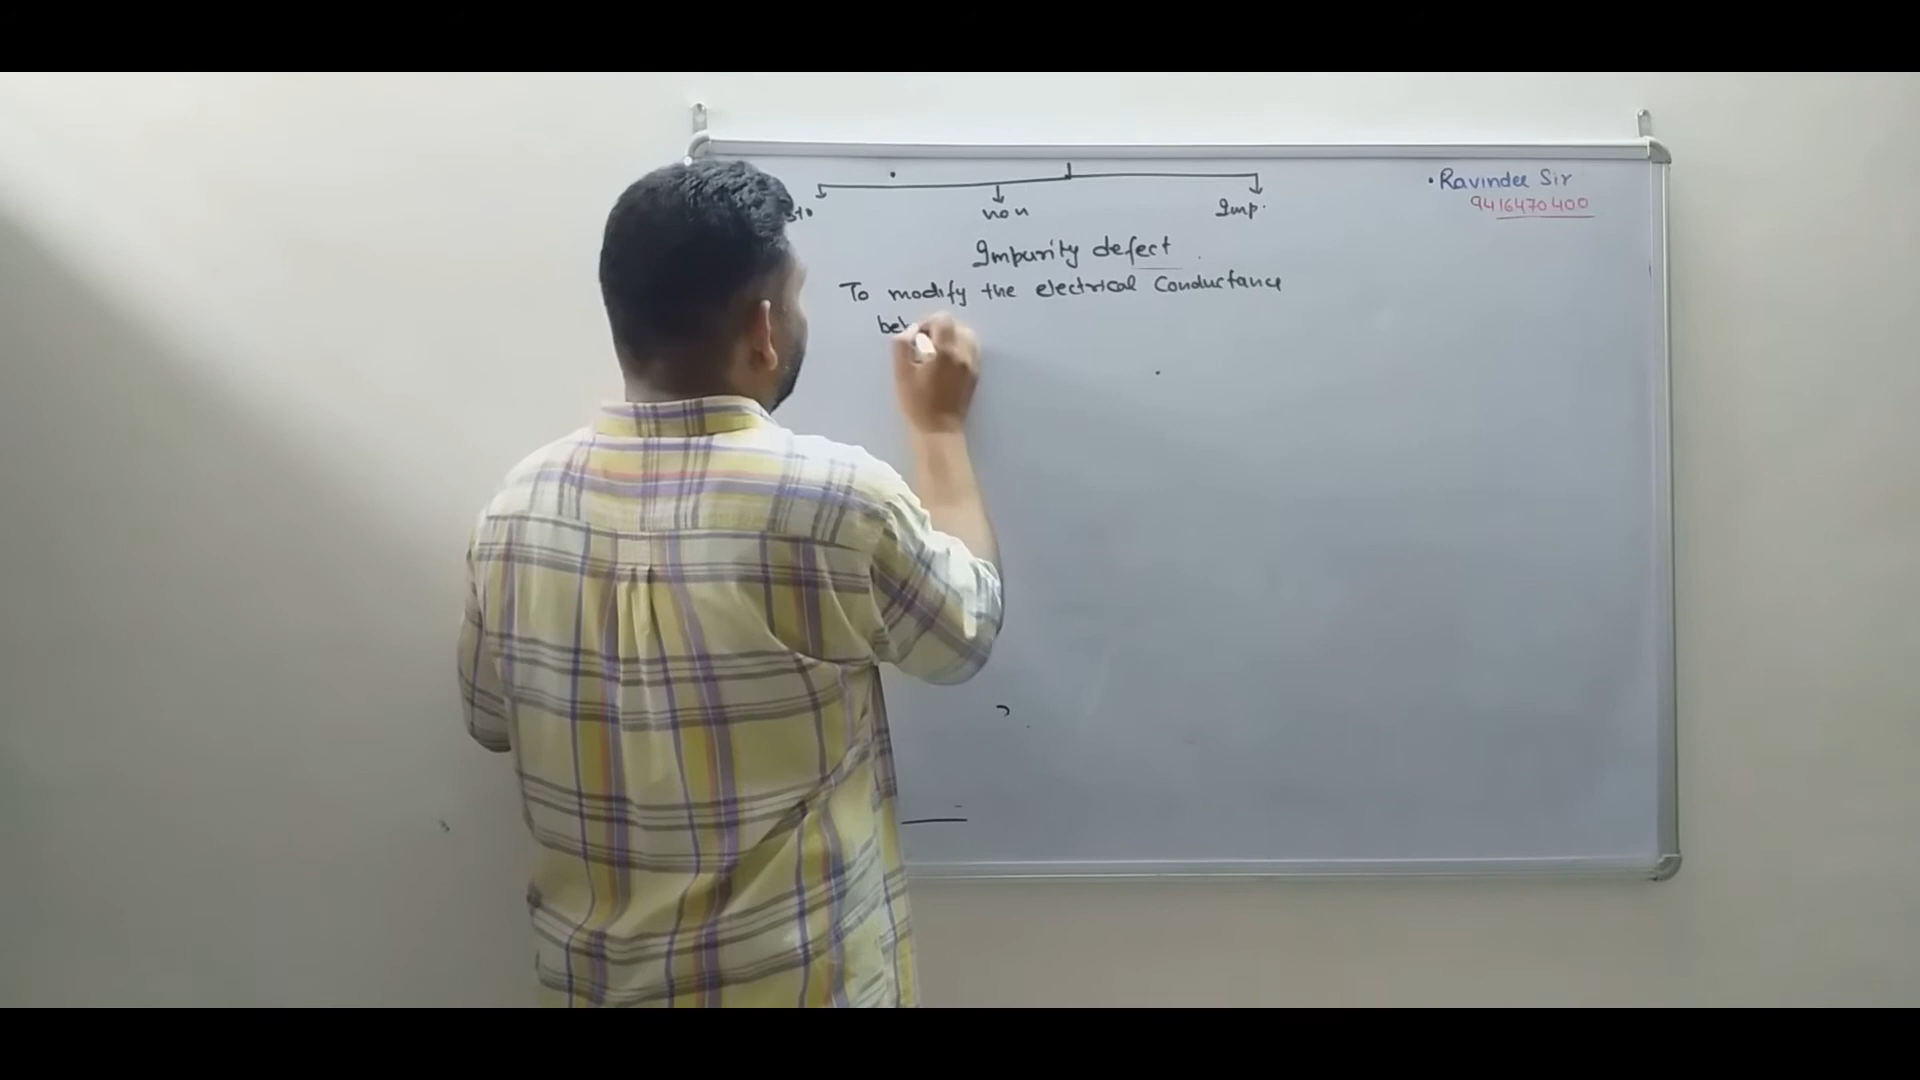 • Ravinder Sir
9416470400
non
Imp.
Impurity defect
To modify the electrical Conductance